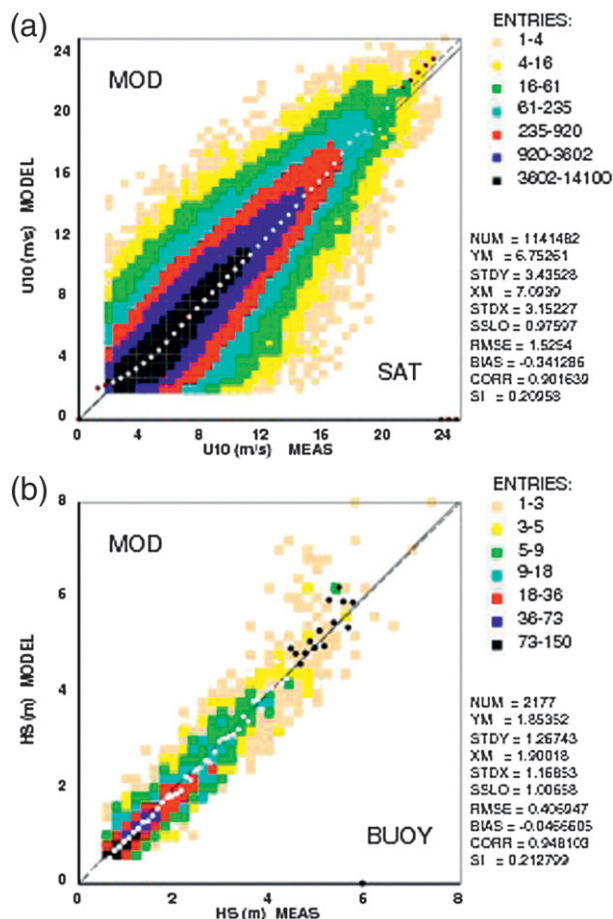 (a)
24
20
16
12
8
4
0
U10 (m/s) MODEL
MOD
SAT
0 4 8 12 16 20 24
U10 (m/s) MEAS
ENTRIES:
1-4
4-16
16-61
61-235
235-920
920-3602
3602-14100
NUM = 1141482
YM = 6.75261
STDY = 3.43528
XM = 7.0939
STDX = 3.15227
SSLO = 0.97597
RMSE = 1.5254
BIAS = -0.341286
CORR = 0.901639
SI = 0.20958
(b)
8
6
4
2
0
HS (m) MODEL
MOD
BUOY
0 2 4 6 8
HS (m) MEAS
ENTRIES:
1-3
3-5
5-9
9-18
18-36
36-73
73-150
NUM = 2177
YM = 1.85352
STDY = 1.26743
XM = 1.90018
STDX = 1.16853
SSLO = 1.00658
RMSE = 0.406947
BIAS = -0.0466605
CORR = 0.948103
SI = 0.212799